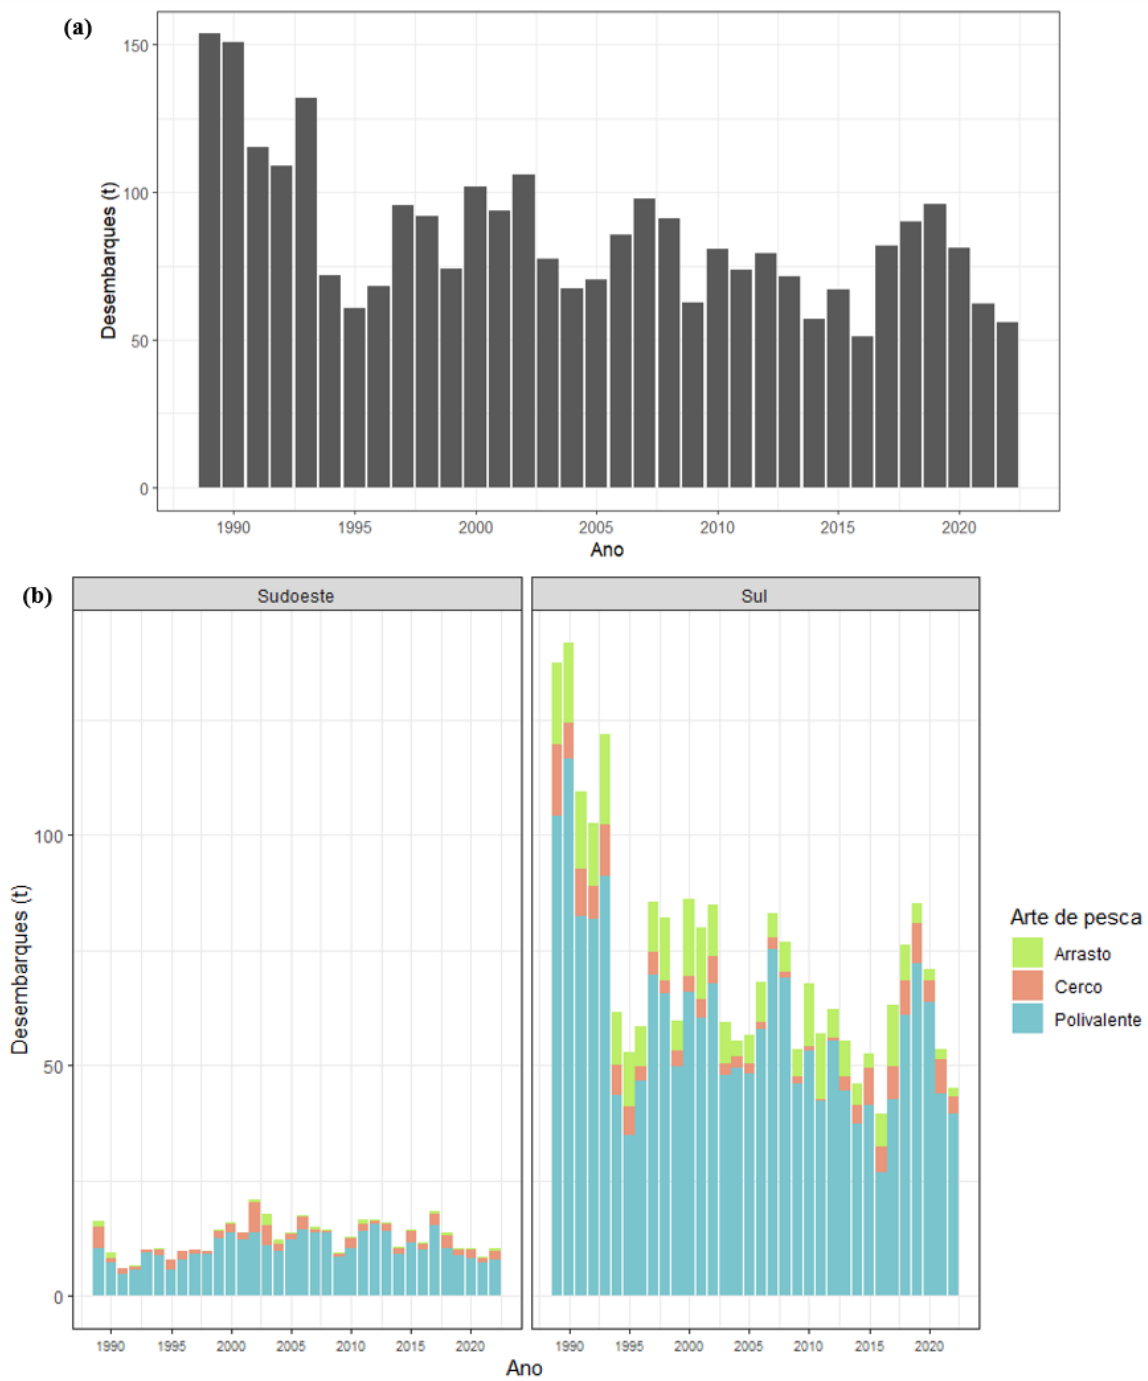 (a)
Desembarques (t)
150
100
50
0
1990 1995 2000 2005 2010 2015 2020
Ano
(b)
Sudoeste Sul
Desembarques (t)
100
50
0
1990 1995 2000 2005 2010 2015 2020 1990 1995 2000 2005 2010 2015 2020
Ano
Arte de pesca
Arrasto
Cerco
Polivalente